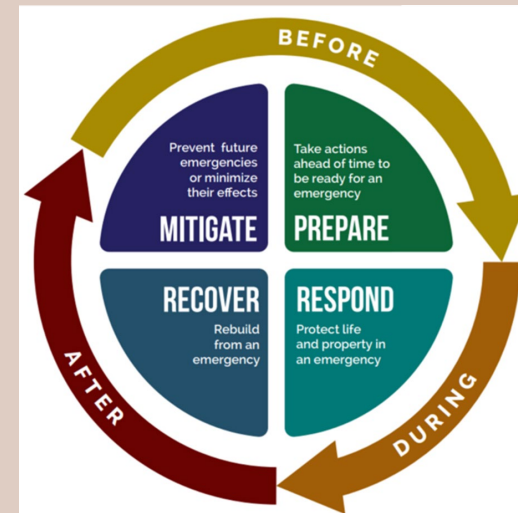 BEFORE
Prevent future
emergencies
or minimize
their effects
MITIGATE
Take actions
ahead of time to
be ready for an
emergency
PREPARE
RECOVER
Rebuild
from an
emergency
RESPOND
Protect life
and property in
an emergency
AFTER
DURING